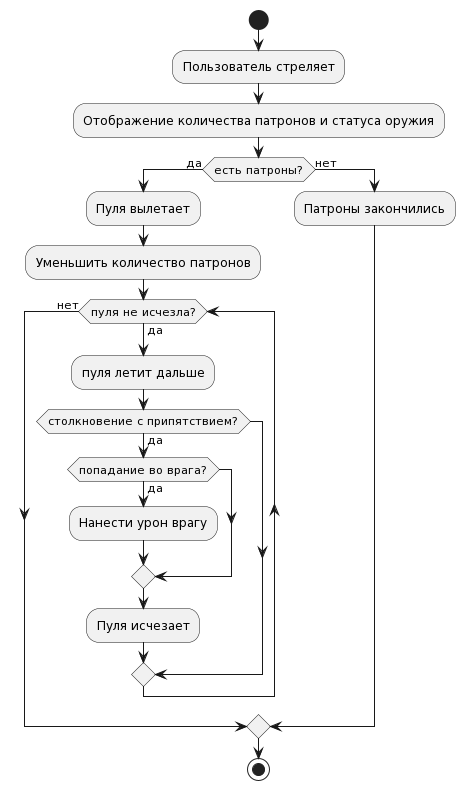 Пользователь стреляет
Отображение количества патронов и статуса оружия
да
есть патроны?
нет
Пуля вылетает
Патроны закончились
Уменьшить количество патронов
нет
пуля не исчезла?
да
пуля летит дальше
столкновение с припятствием?
да
попадание во врага?
да
Нанести урон врагу
Пуля исчезает